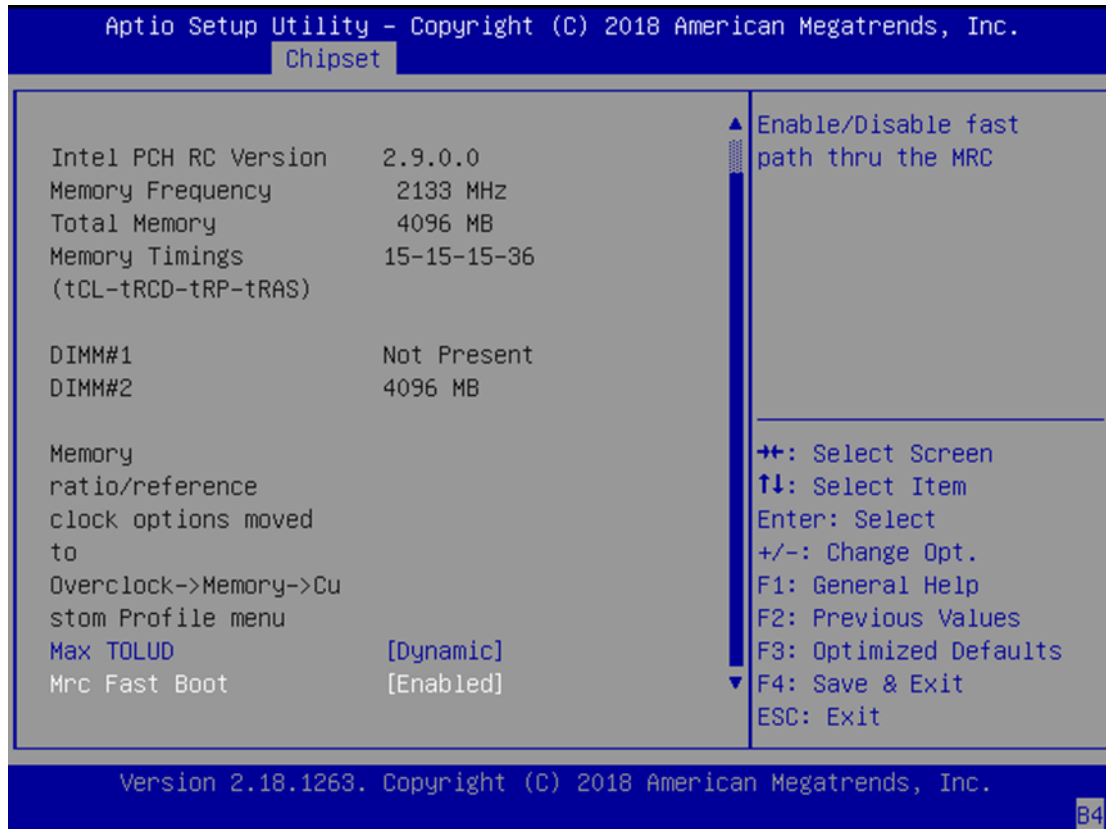 Aptio Setup Utility – Copyright (C) 2018 American Megatrends, Inc.
Chipset
Intel PCH RC Version 2.9.0.0
Memory Frequency 2133 MHz
Total Memory 4096 MB
Memory Timings 15-15-15-36
(tCL-tRCD-tRP-tRAS)
DIMM#1 Not Present
DIMM#2 4096 MB
Memory
ratio/reference
clock options moved
to
Overclock->Memory->Cu
stom Profile menu
Max TOLUD [Dynamic]
Mrc Fast Boot [Enabled]
Enable/Disable fast
path thru the MRC
→←: Select Screen
↑↓: Select Item
Enter: Select
+/-: Change Opt.
F1: General Help
F2: Previous Values
F3: Optimized Defaults
F4: Save & Exit
ESC: Exit
Version 2.18.1263. Copyright (C) 2018 American Megatrends, Inc.
B4